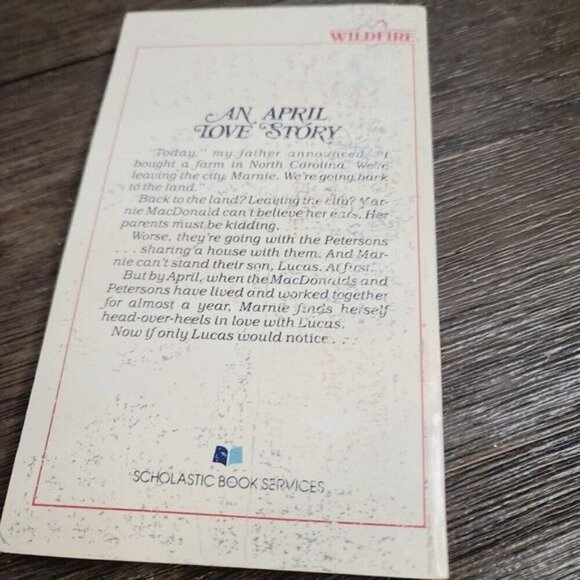 WILDFIRE
AN APRIL
LOVE STORY
"Today," my father announced, "I
bought a farm in North Carolina. We're
leaving the city, Marnie. We're going back
to the land."
Back to the land? Leaving the city? Mar-
nie MacDonald can't believe her ears. Her
parents must be kidding.
Worse, they're going with the Petersons
. . . sharing a house with them. And Mar-
nie can't stand their son, Lucas. At first...
But by April, when the MacDonalds and
Petersons have lived and worked together
for almost a year, Marnie finds herself
head-over-heels in love with Lucas.
Now if only Lucas would notice . . .
SCHOLASTIC BOOK SERVICES